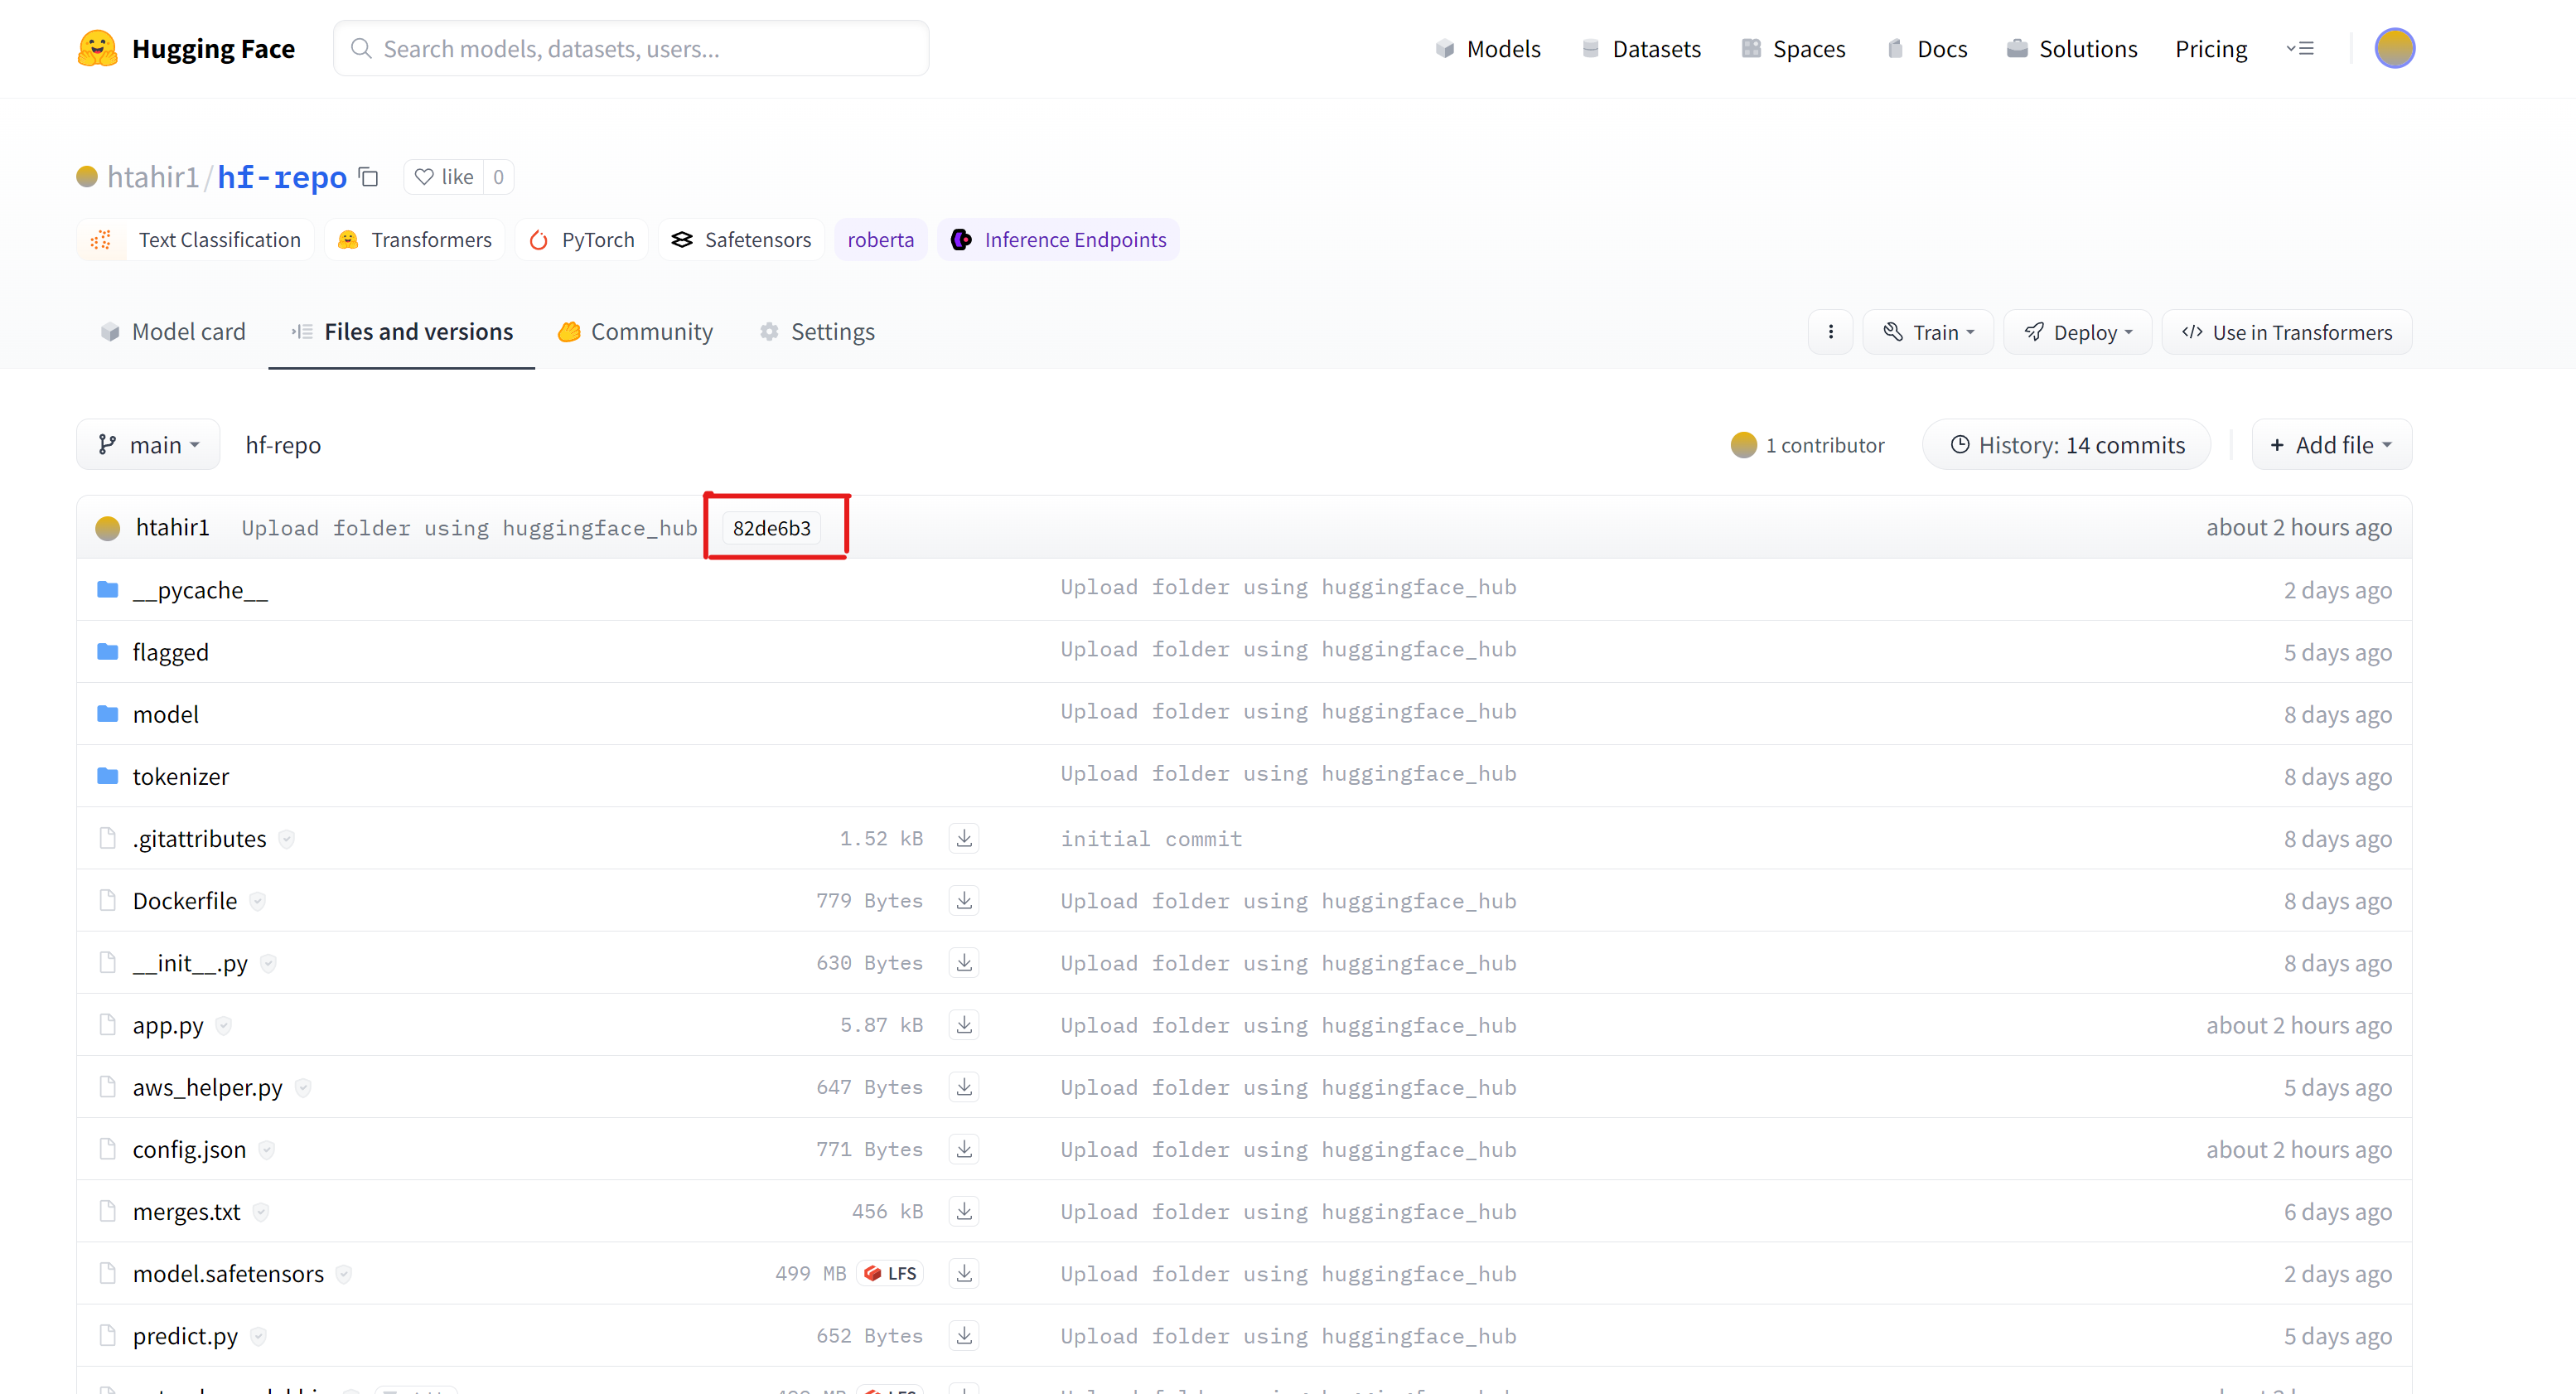 Hugging Face Search models, datasets, users... Models Datasets Spaces Docs Solutions Pricing
htahir1/hf-repo like 0
Text Classification Transformers PyTorch Safetensors roberta Inference Endpoints
Model card Files and versions Community Settings Train Deploy </> Use in Transformers
main hf-repo 1 contributor History: 14 commits + Add file
htahir1 Upload folder using huggingface_hub 82de6b3 about 2 hours ago
__pycache__ Upload folder using huggingface_hub 2 days ago
flagged Upload folder using huggingface_hub 5 days ago
model Upload folder using huggingface_hub 8 days ago
tokenizer Upload folder using huggingface_hub 8 days ago
.gitattributes 1.52 kB initial commit 8 days ago
Dockerfile 779 Bytes Upload folder using huggingface_hub 8 days ago
__init__.py 630 Bytes Upload folder using huggingface_hub 8 days ago
app.py 5.87 kB Upload folder using huggingface_hub about 2 hours ago
aws_helper.py 647 Bytes Upload folder using huggingface_hub 5 days ago
config.json 771 Bytes Upload folder using huggingface_hub about 2 hours ago
merges.txt 456 kB Upload folder using huggingface_hub 6 days ago
model.safetensors 499 MB LFS Upload folder using huggingface_hub 2 days ago
predict.py 652 Bytes Upload folder using huggingface_hub 5 days ago